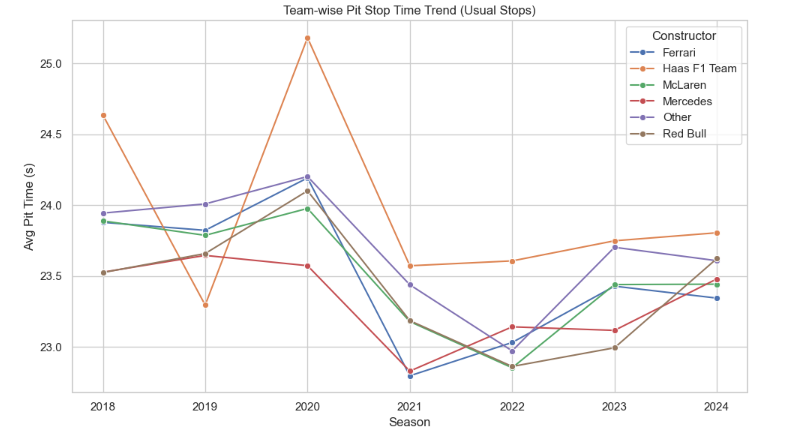 Team-wise Pit Stop Time Trend (Usual Stops)
Constructor
Ferrari
Haas F1 Team
McLaren
Mercedes
Other
Red Bull
Avg Pit Time (s)
25.0
24.5
24.0
23.5
23.0
2018 2019 2020 2021 2022 2023 2024
Season